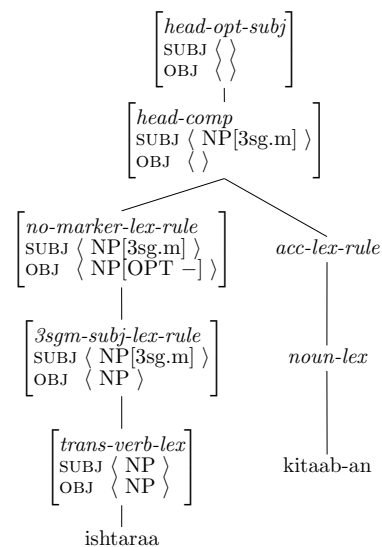 head-opt-subj
SUBJ ⟨ ⟩
OBJ ⟨ ⟩
head-comp
SUBJ ⟨ NP[3sg.m] ⟩
OBJ ⟨ ⟩
no-marker-lex-rule
SUBJ ⟨ NP[3sg.m] ⟩
OBJ ⟨ NP[OPT −] ⟩
acc-lex-rule
3sgm-subj-lex-rule
SUBJ ⟨ NP[3sg.m] ⟩
OBJ ⟨ NP ⟩
noun-lex
trans-verb-lex
SUBJ ⟨ NP ⟩
OBJ ⟨ NP ⟩
kitaab-an
ishtaraa